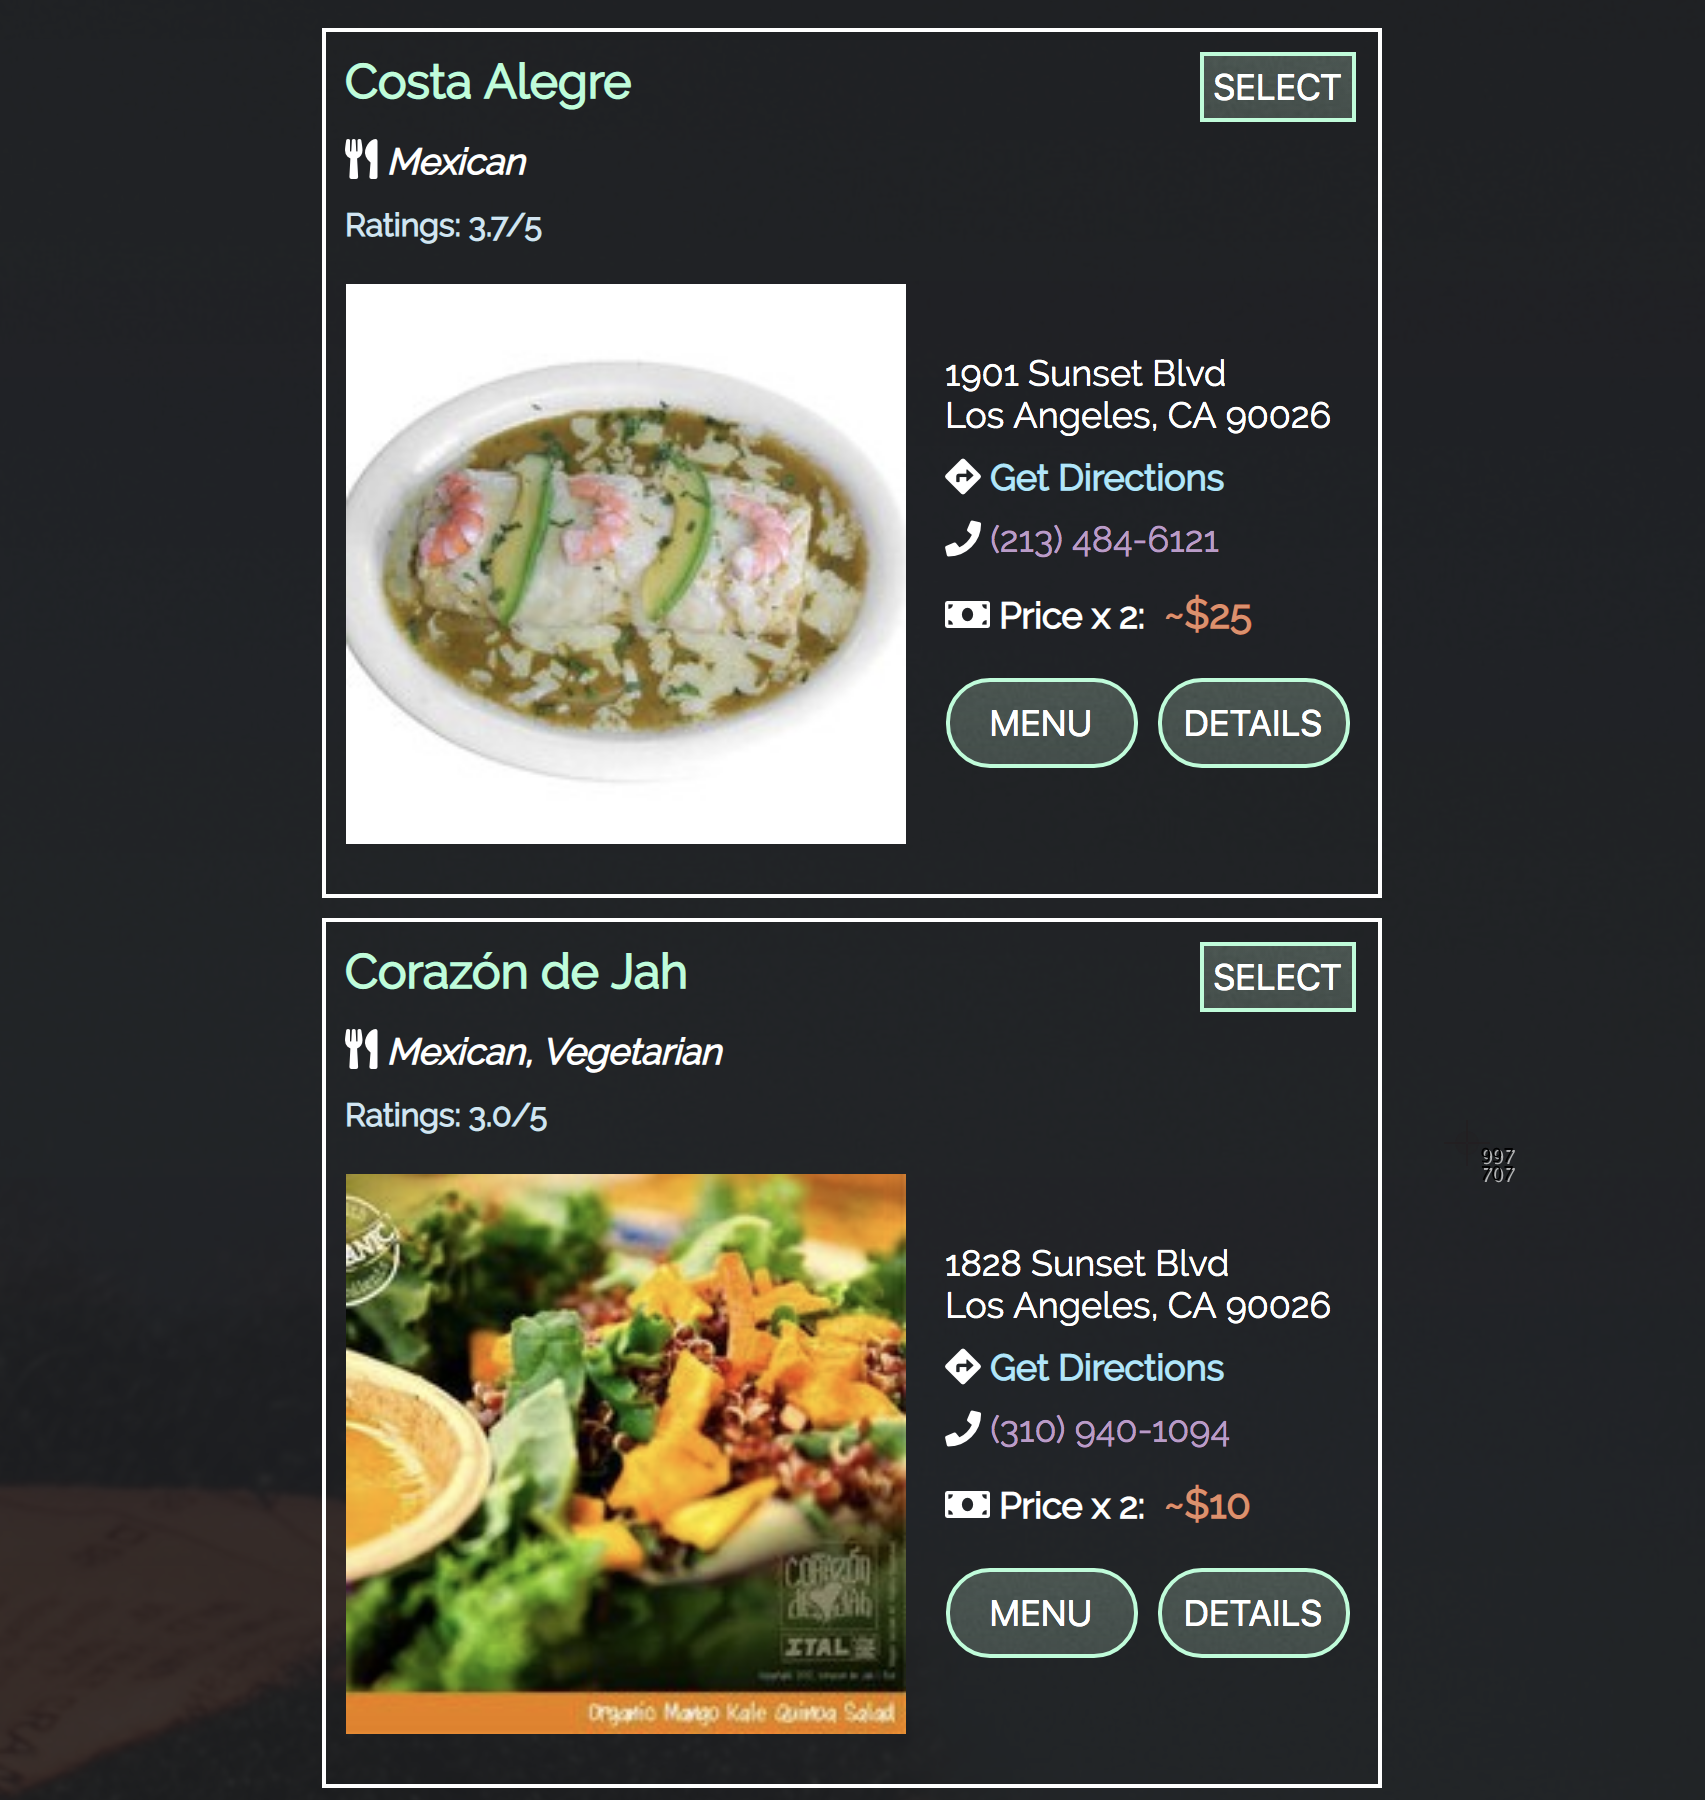 Costa Alegre
SELECT
Mexican
Ratings: 3.7/5
1901 Sunset Blvd
Los Angeles, CA 90026
Get Directions
(213) 484-6121
Price x 2: ~$25
MENU
DETAILS
Corazón de Jah
SELECT
Mexican, Vegetarian
Ratings: 3.0/5
ANIC
1828 Sunset Blvd
Los Angeles, CA 90026
Get Directions
(310) 940-1094
Price x 2: ~$10
MENU
DETAILS
CORAZÓN
DE JAH
ITAL
Organic Mango Kale Quinoa Salad
997
707